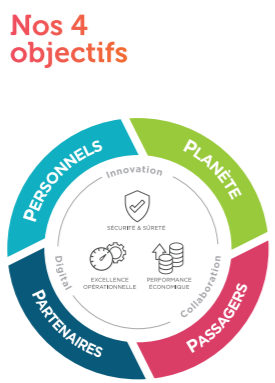 Nos 4
objectifs
PERSONNELS
PLANÈTE
Innovation
SÉCURITÉ & SÛRETÉ
EXCELLENCE
OPÉRATIONNELLE
PERFORMANCE
ÉCONOMIQUE
Digital
Collaboration
PARTENAIRES
PASSAGERS